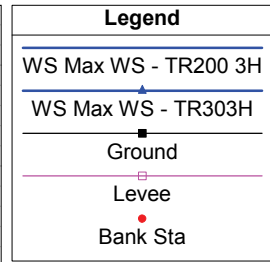 Legend
WS Max WS - TR200 3H
WS Max WS - TR303H
Ground
Levee
Bank Sta